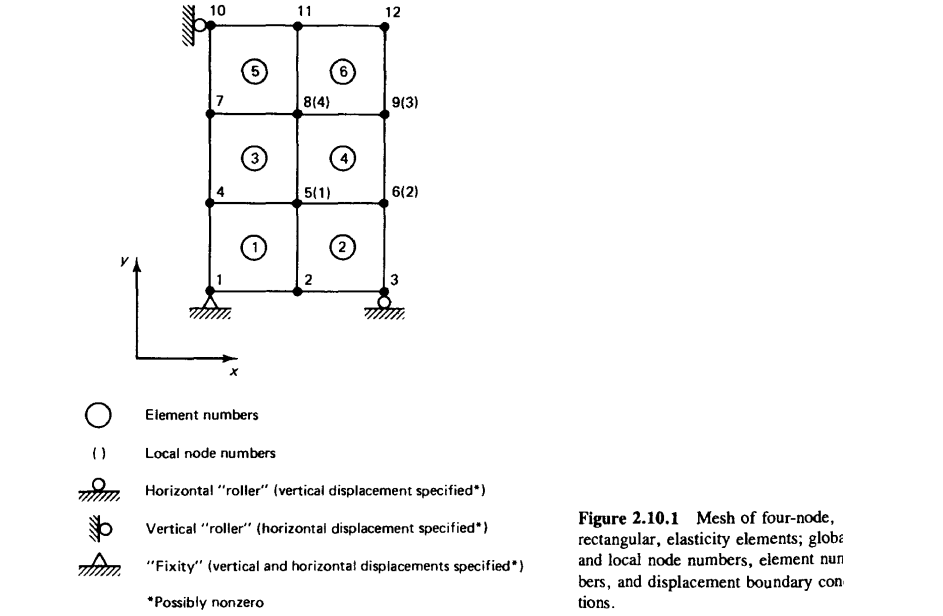 10 11 12
5 6
7 8(4) 9(3)
3 4
4 5(1) 6(2)
1 2
y
1 2 3
x
Element numbers
( ) Local node numbers
Horizontal "roller" (vertical displacement specified*)
Vertical "roller" (horizontal displacement specified*)
"Fixity" (vertical and horizontal displacements specified*)
*Possibly nonzero
Figure 2.10.1 Mesh of four-node,
rectangular, elasticity elements; globa
and local node numbers, element num
bers, and displacement boundary con
tions.